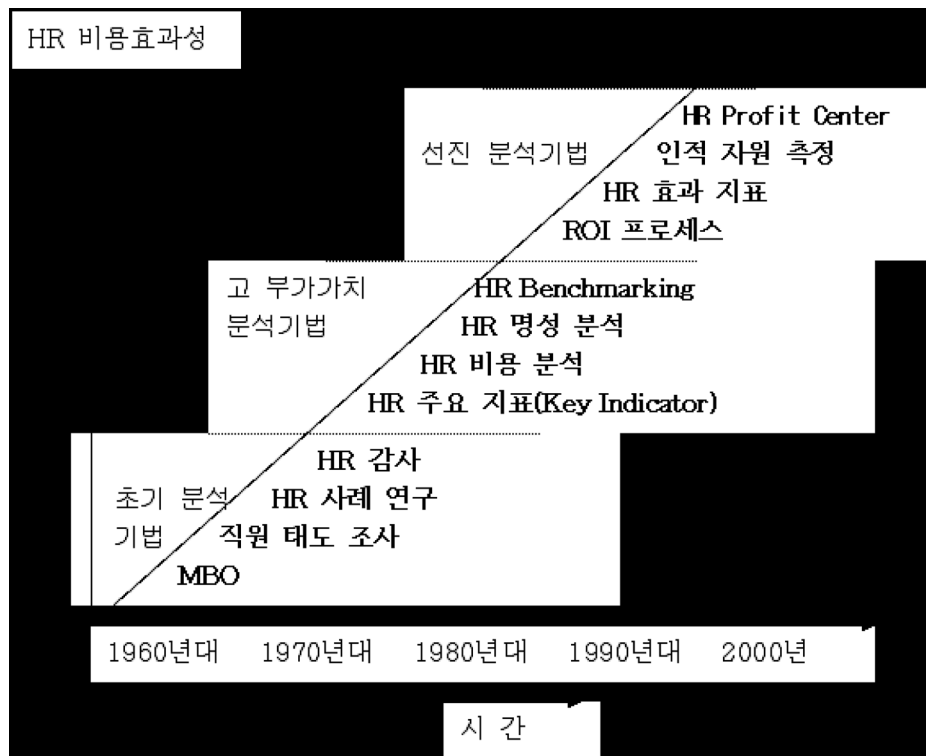 HR 비용효과성
HR Profit Center
선진 분석기법
인적 자원 측정
HR 효과 지표
ROI 프로세스
고 부가가치
분석기법
HR Benchmarking
HR 명성 분석
HR 비용 분석
HR 주요 지표(Key Indicator)
HR 감사
초기 분석
기법
HR 사례 연구
직원 태도 조사
MBO
1960년대 1970년대 1980년대 1990년대 2000년
시 간